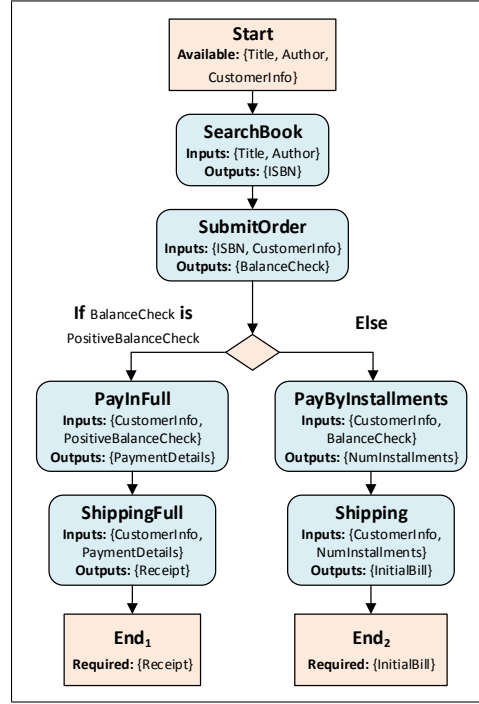 Start
Available: {Title, Author,
CustomerInfo}
SearchBook
Inputs: {Title, Author}
Outputs: {ISBN}
SubmitOrder
Inputs: {ISBN, CustomerInfo}
Outputs: {BalanceCheck}
If BalanceCheck is
PositiveBalanceCheck
Else
PayInFull
Inputs: {CustomerInfo,
PositiveBalanceCheck}
Outputs: {PaymentDetails}
PayByInstallments
Inputs: {CustomerInfo,
BalanceCheck}
Outputs: {NumInstallments}
ShippingFull
Inputs: {CustomerInfo,
PaymentDetails}
Outputs: {Receipt}
Shipping
Inputs: {CustomerInfo,
NumInstallments}
Outputs: {InitialBill}
End₁
Required: {Receipt}
End₂
Required: {InitialBill}